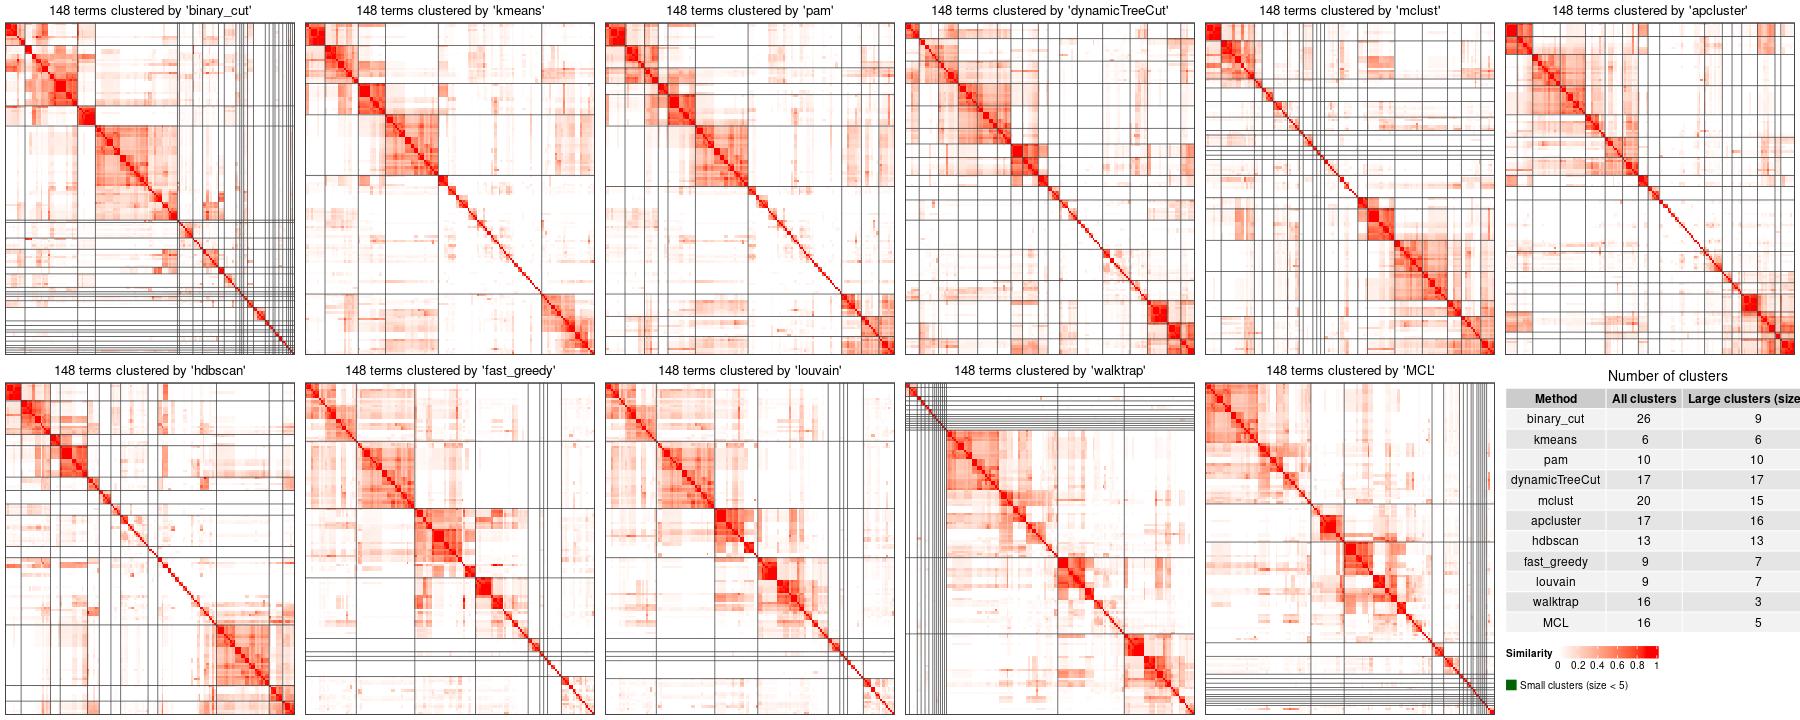 148 terms clustered by 'binary_cut'
148 terms clustered by 'kmeans'
148 terms clustered by 'pam'
148 terms clustered by 'dynamicTreeCut'
148 terms clustered by 'mclust'
148 terms clustered by 'apcluster'
148 terms clustered by 'hdbscan'
148 terms clustered by 'fast_greedy'
148 terms clustered by 'louvain'
148 terms clustered by 'walktrap'
148 terms clustered by 'MCL'
Number of clusters
Method All clusters Large clusters (size
binary_cut 26 9
kmeans 6 6
pam 10 10
dynamicTreeCut 17 17
mclust 20 15
apcluster 17 16
hdbscan 13 13
fast_greedy 9 7
louvain 9 7
walktrap 16 3
MCL 16 5
Similarity
0 0.2 0.4 0.6 0.8 1
Small clusters (size < 5)